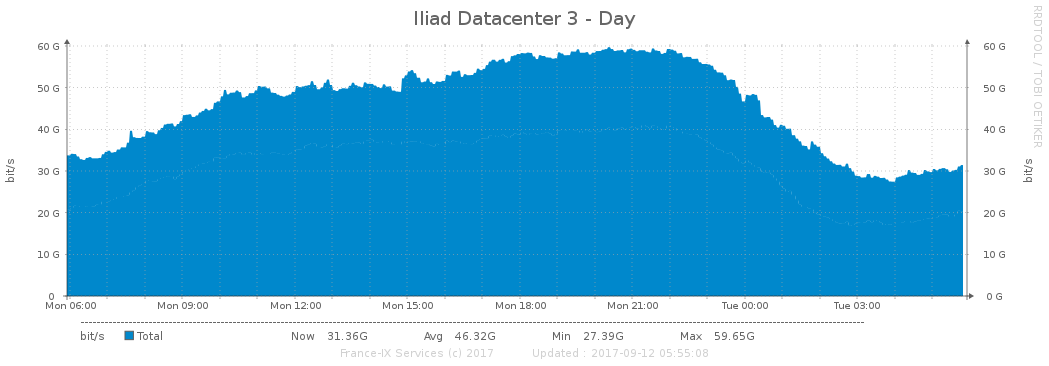 Iliad Datacenter 3 - Day
RRDTOOL / TOBI OETIKER
bit/s
60 G
50 G
40 G
30 G
20 G
10 G
0
60 G
50 G
40 G
30 G
20 G
10 G
0 G
bit/s
Mon 06:00 Mon 09:00 Mon 12:00 Mon 15:00 Mon 18:00 Mon 21:00 Tue 00:00 Tue 03:00
bit/s Total Now 31.36G Avg 46.32G Min 27.39G Max 59.65G
France-IX Services (c) 2017 Updated : 2017-09-12 05:55:08